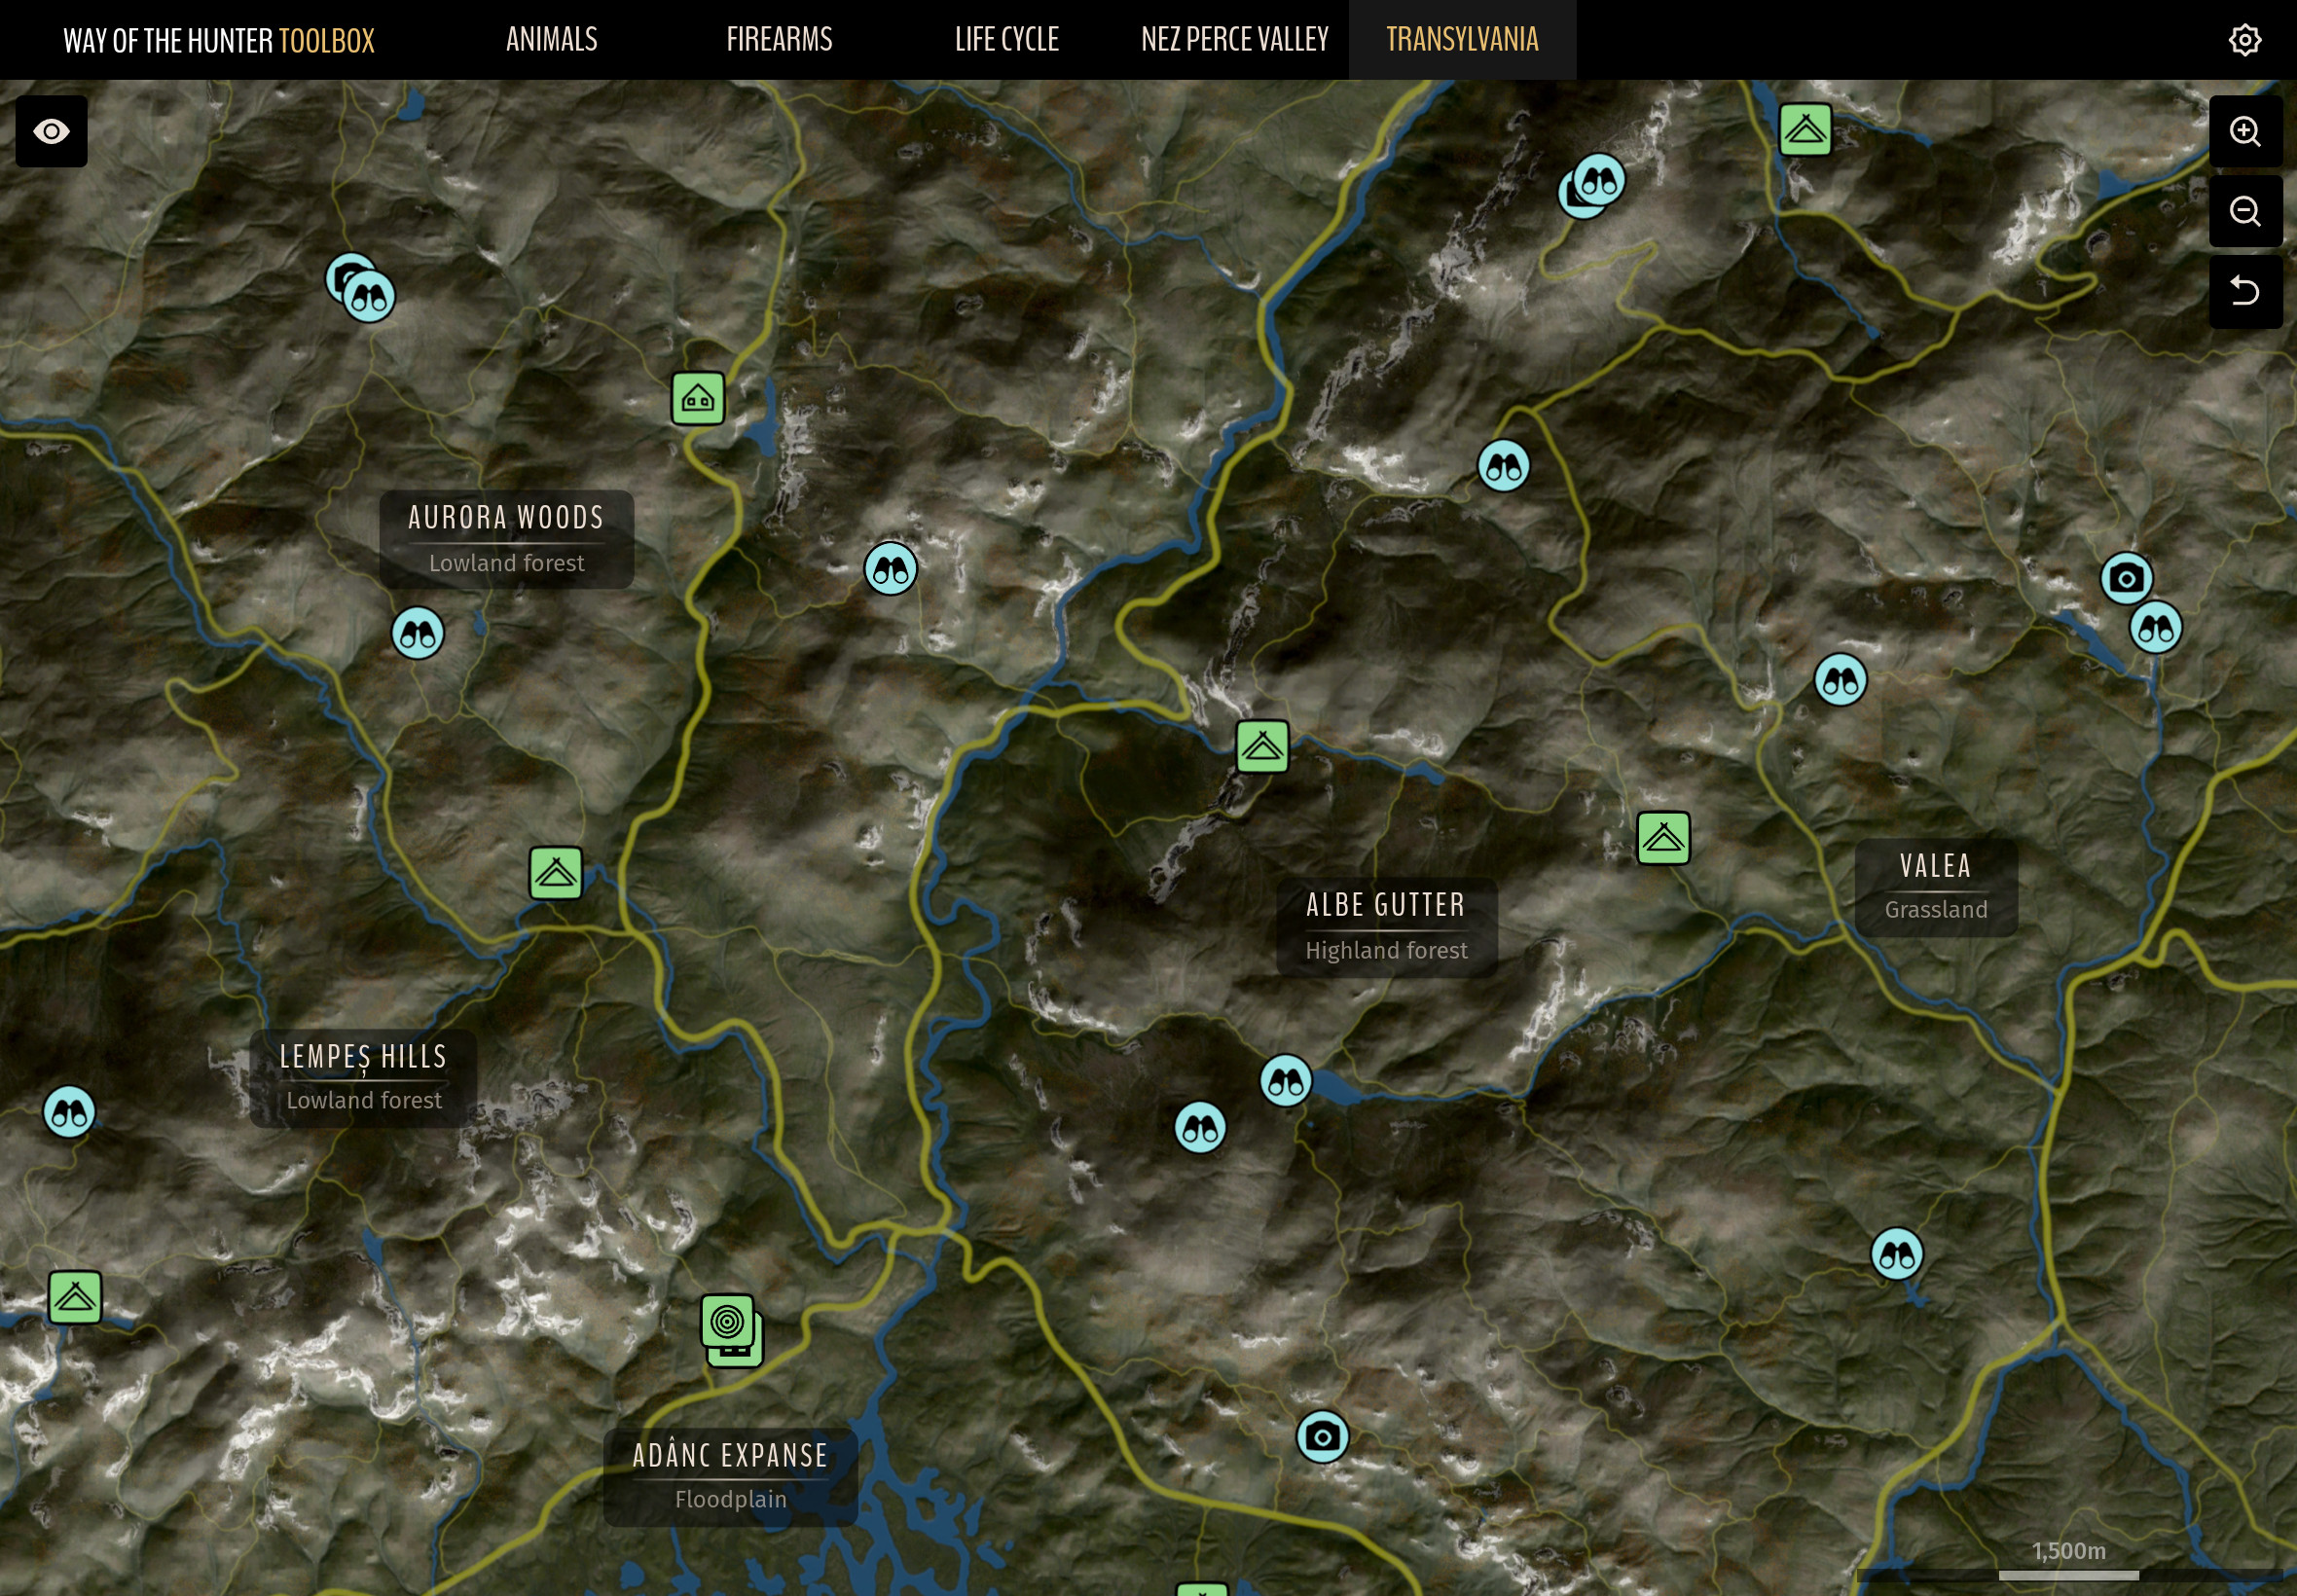 WAY OF THE HUNTER TOOLBOX
ANIMALS
FIREARMS
LIFE CYCLE
NEZ PERCE VALLEY
TRANSYLVANIA
AURORA WOODS
Lowland forest
VALEA
Grassland
ALBE GUTTER
Highland forest
LEMPEȘ HILLS
Lowland forest
ADÂNC EXPANSE
Floodplain
1,500m